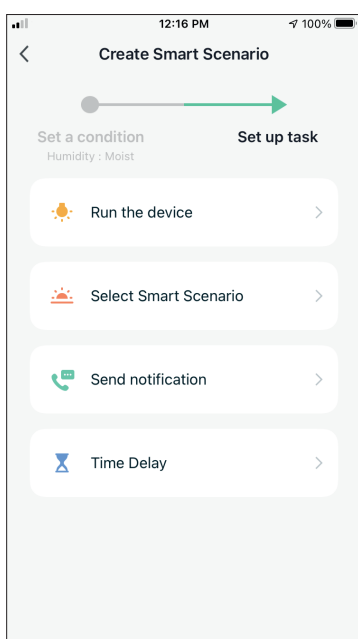 12:16 PM
100%
Create Smart Scenario
Set a condition
Set up task
Humidity : Moist
Run the device
Select Smart Scenario
Send notification
Time Delay